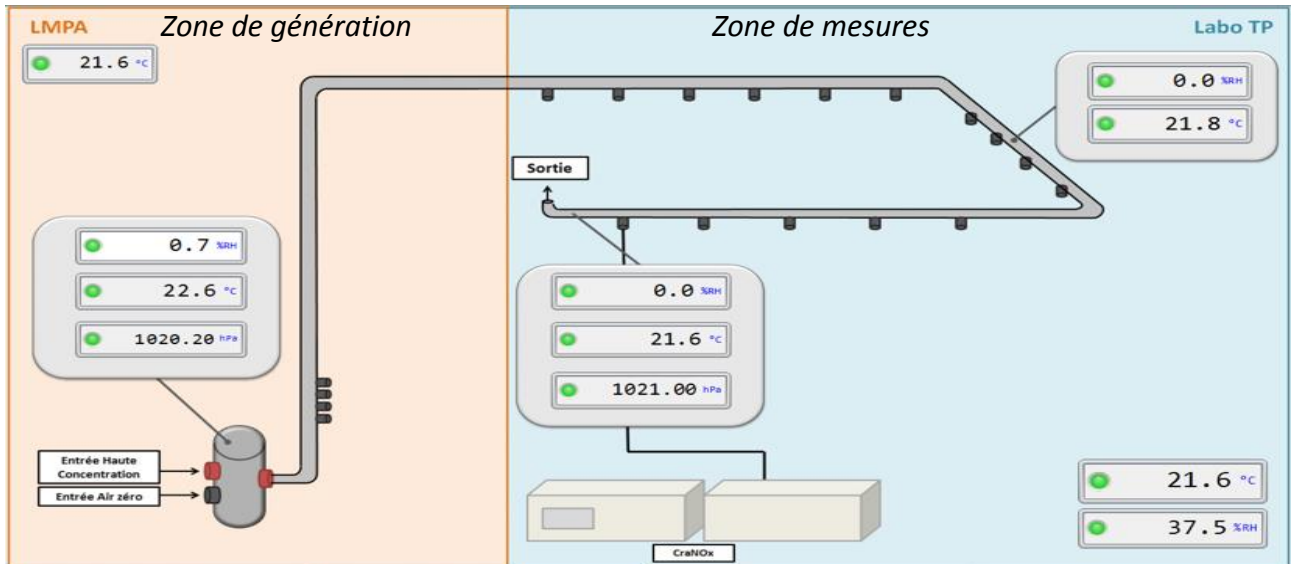 LMPA
Zone de génération
21.6 °C
Zone de mesures
Labo TP
0.0 %RH
21.8 °C
Sortie
0.7 %RH
22.6 °C
1020.20 hPa
0.0 %RH
21.6 °C
1021.00 hPa
Entrée Haute
Concentration
Entrée Air zéro
CraNOx
21.6 °C
37.5 %RH